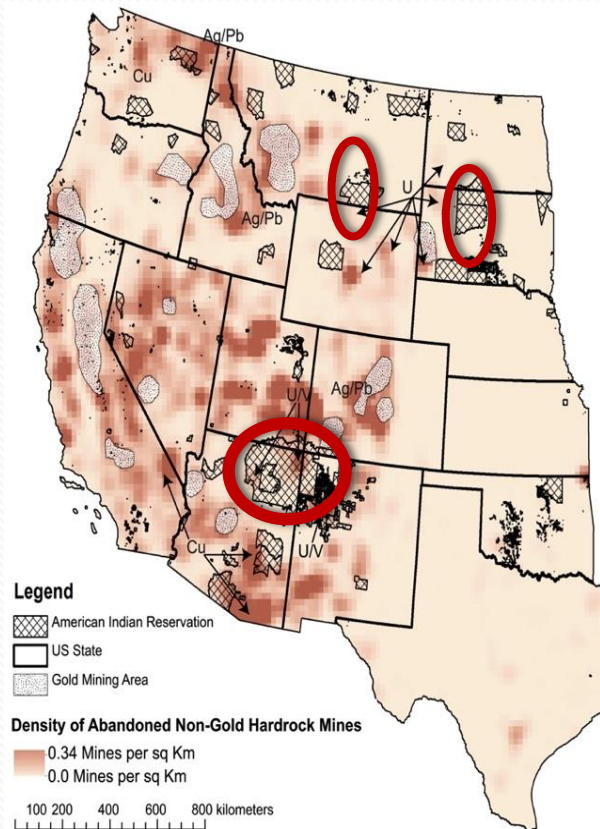 Ag/Pb
Cu
U
Ag/Pb
Ag/Pb
U/V
U/V
Cu
Legend
American Indian Reservation
US State
Gold Mining Area
Density of Abandoned Non-Gold Hardrock Mines
0.34 Mines per sq Km
0.0 Mines per sq Km
100 200 400 600 800 kilometers